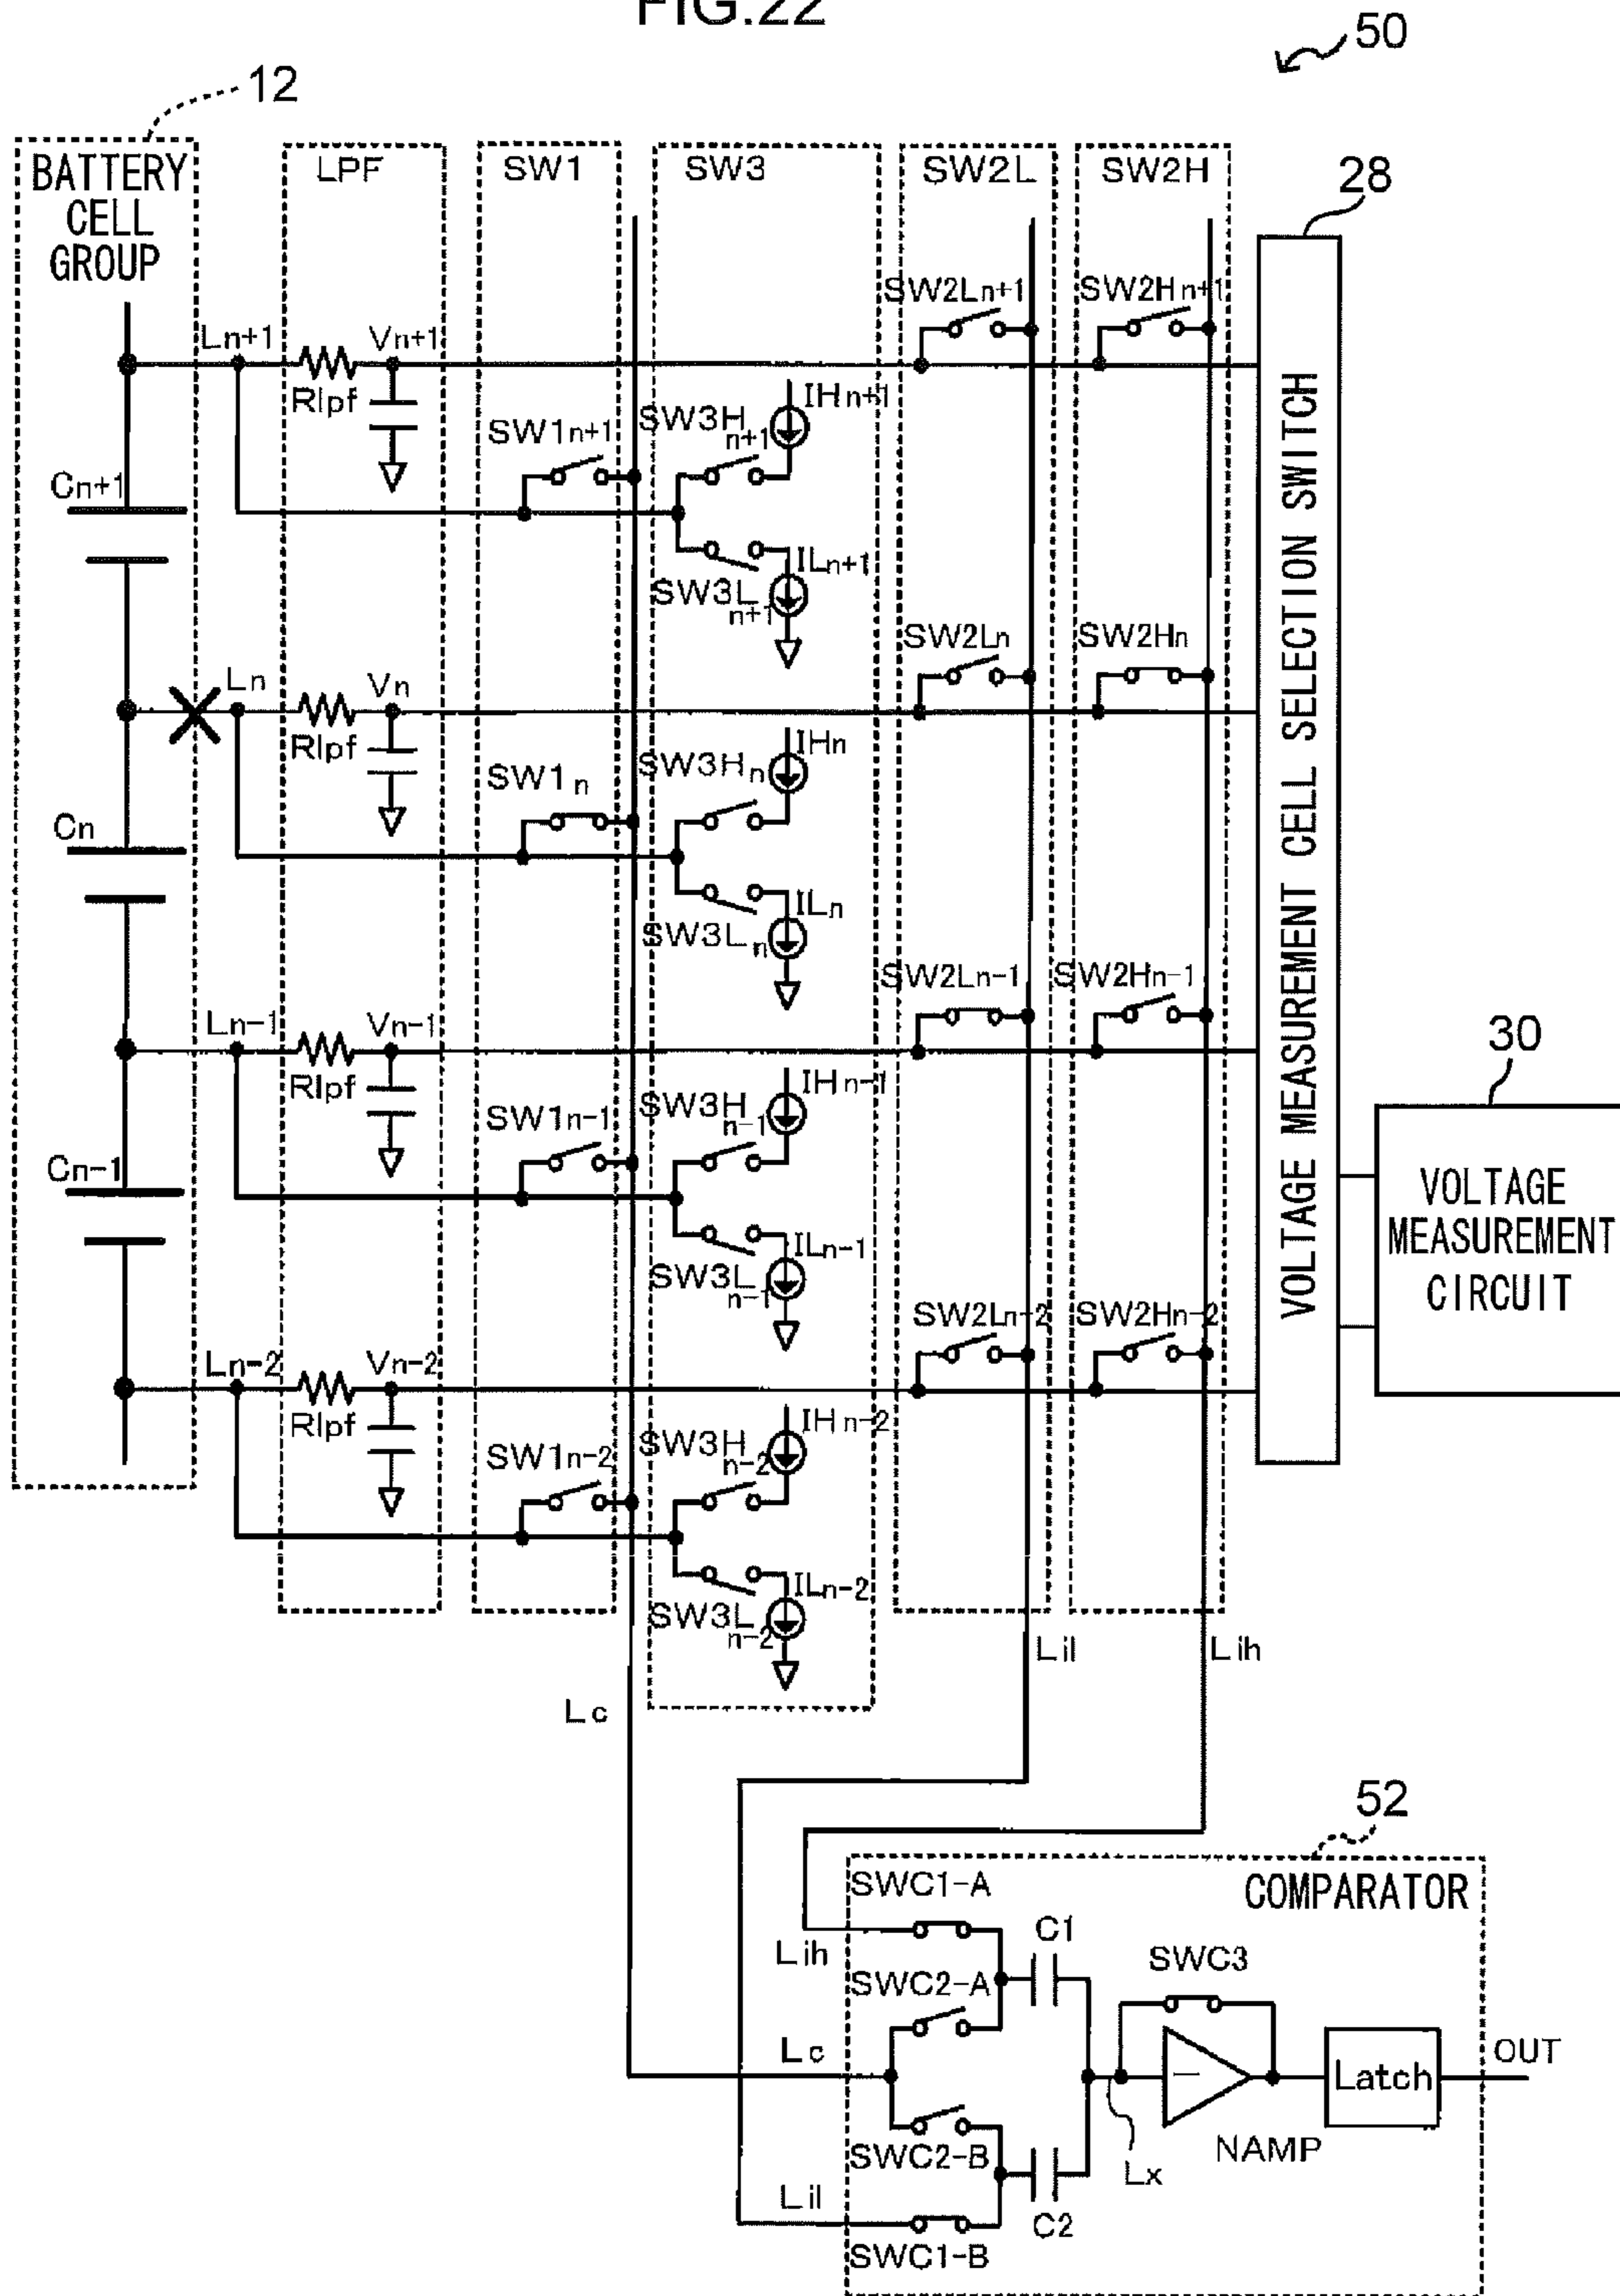 FIG.22
50
12
BATTERY
CELL
GROUP
LPF
SW1
SW3
SW2L
SW2H
28
SW2Ln+1
SW2Hn+1
Ln+1
Vn+1
Rlpf
IHn+1
SW3H
n+1
SW1n+1
Cn+1
ILn+1
SW3L
n+1
SW2Ln
SW2Hn
Ln
Vn
Rlpf
IHn
SW3Hn
SW1n
Cn
ILn
SW3Ln
SW2Ln-1
SW2Hn-1
Ln-1
Vn-1
Rlpf
IHn-1
SW3H
n-1
SW1n-1
Cn-1
ILn-1
SW3L
n-1
SW2Ln-2
SW2Hn-2
Ln-2
Vn-2
Rlpf
IHn-2
SW3H
n-2
SW1n-2
ILn-2
SW3L
n-2
VOLTAGE MEASUREMENT CELL SELECTION SWITCH
30
VOLTAGE
MEASUREMENT
CIRCUIT
Lil
Lih
Lc
52
COMPARATOR
SWC1-A
Lih
C1
SWC2-A
SWC3
Lc
Latch
OUT
SWC2-B
Lx
NAMP
Lil
C2
SWC1-B